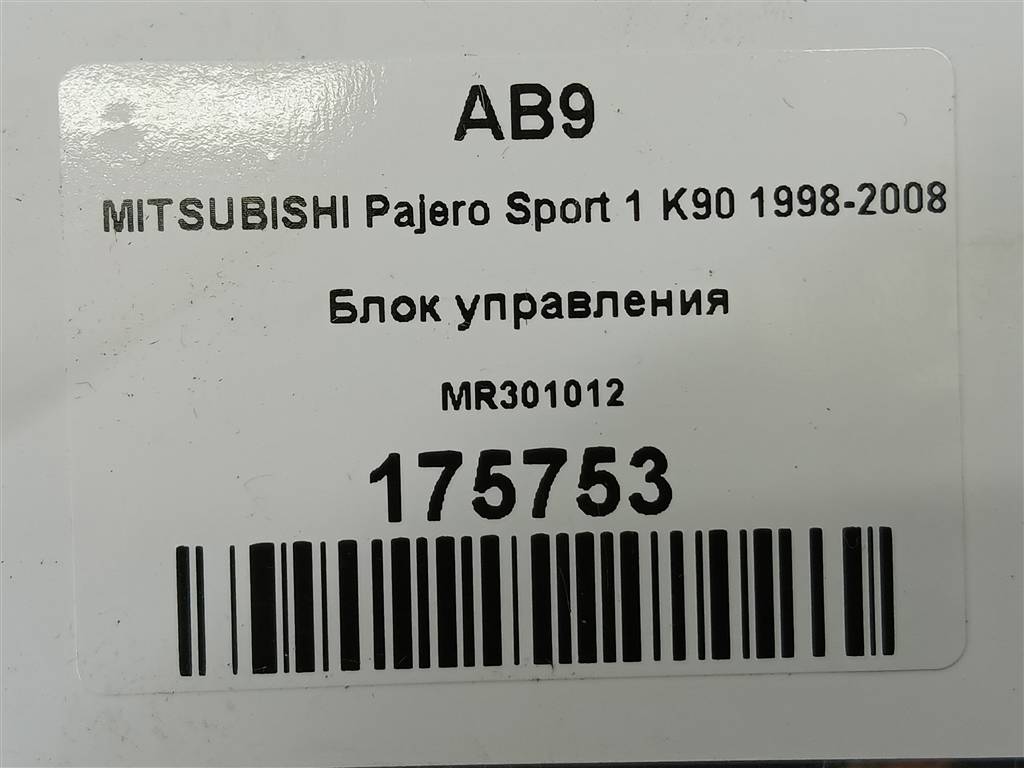 AB9
MITSUBISHI Pajero Sport 1 K90 1998-2008
Блок управления
MR301012
175753